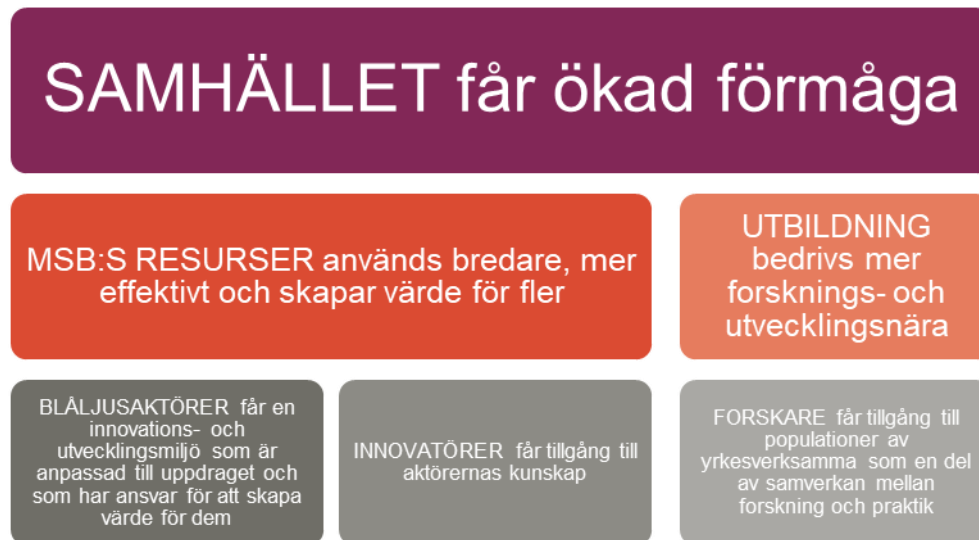 SAMHÄLLET får ökad förmåga
MSB:S RESURSER används bredare, mer
effektivt och skapar värde för fler
UTBILDNING
bedrivs mer
forsknings- och
utvecklingsnära
BLÅLJUSAKTÖRER får en
innovations- och
utvecklingsmiljö som är
anpassad till uppdraget och
som har ansvar för att skapa
värde för dem
INNOVATÖRER får tillgång till
aktörernas kunskap
FORSKARE får tillgång till
populationer av
yrkesverksamma som en del
av samverkan mellan
forskning och praktik